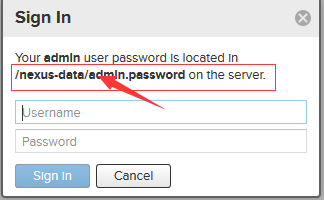 Sign In
Your admin user password is located in
/nexus-data/admin.password on the server.
Username
Password
Sign In
Cancel